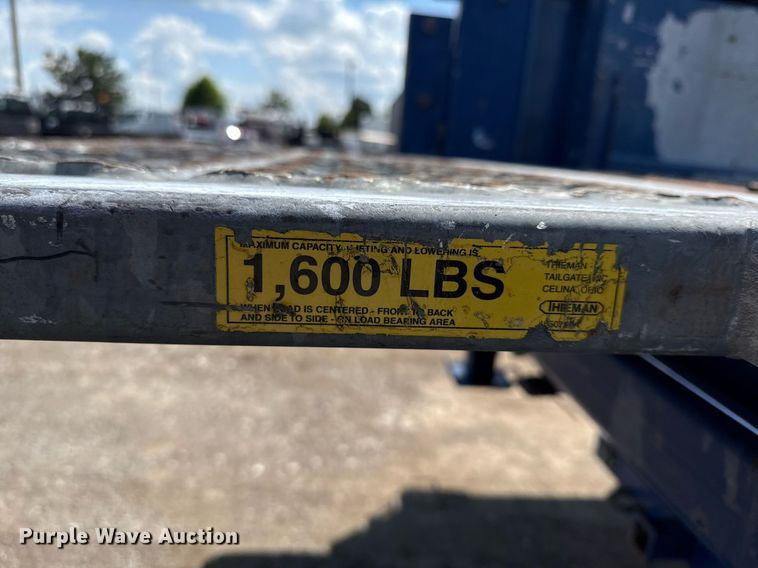 MAXIMUM CAPACITY LIFTING AND LOWERING IS
1,600 LBS
WHEN LOAD IS CENTERED - FRONT TO BACK
AND SIDE TO SIDE - ON LOAD BEARING AREA
THIEMAN
TAILGATES
CELINA, OHIO
THIEMAN
Purple Wave Auction